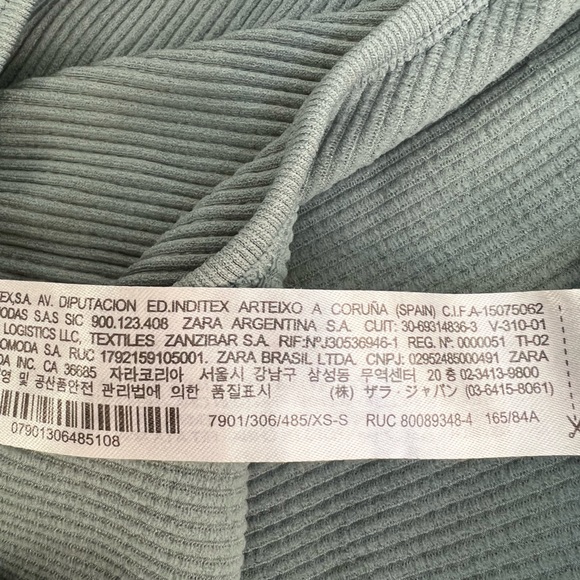 EX,S.A. AV. DIPUTACION ED.INDITEX ARTEIXO A CORUÑA (SPAIN) C.I.F.A-15075062
ODAS S.A.S SIC 900.123.408 ZARA ARGENTINA S.A. CUIT: 30-69314836-3 V-310-01
LOGISTICS LLC, TEXTILES ZANZIBAR S.A. RIF:NºJ30536946-1 REG. Nº. 0000051 TI-02
OMODA S.A. RUC 1792159105001. ZARA BRASIL LTDA. CNPJ: 02952485000491 ZARA
DA INC. CA 36685 자라코리아 서울시 강남구 삼성동 무역센터 20 층 02-3413-9800
영 및 공산품안전 관리법에 의한 품질표시 (株) ザラ・ジャパン (03-6415-8061)
7901/306/485/XS-S RUC 80089348-4 165/84A
07901306485108